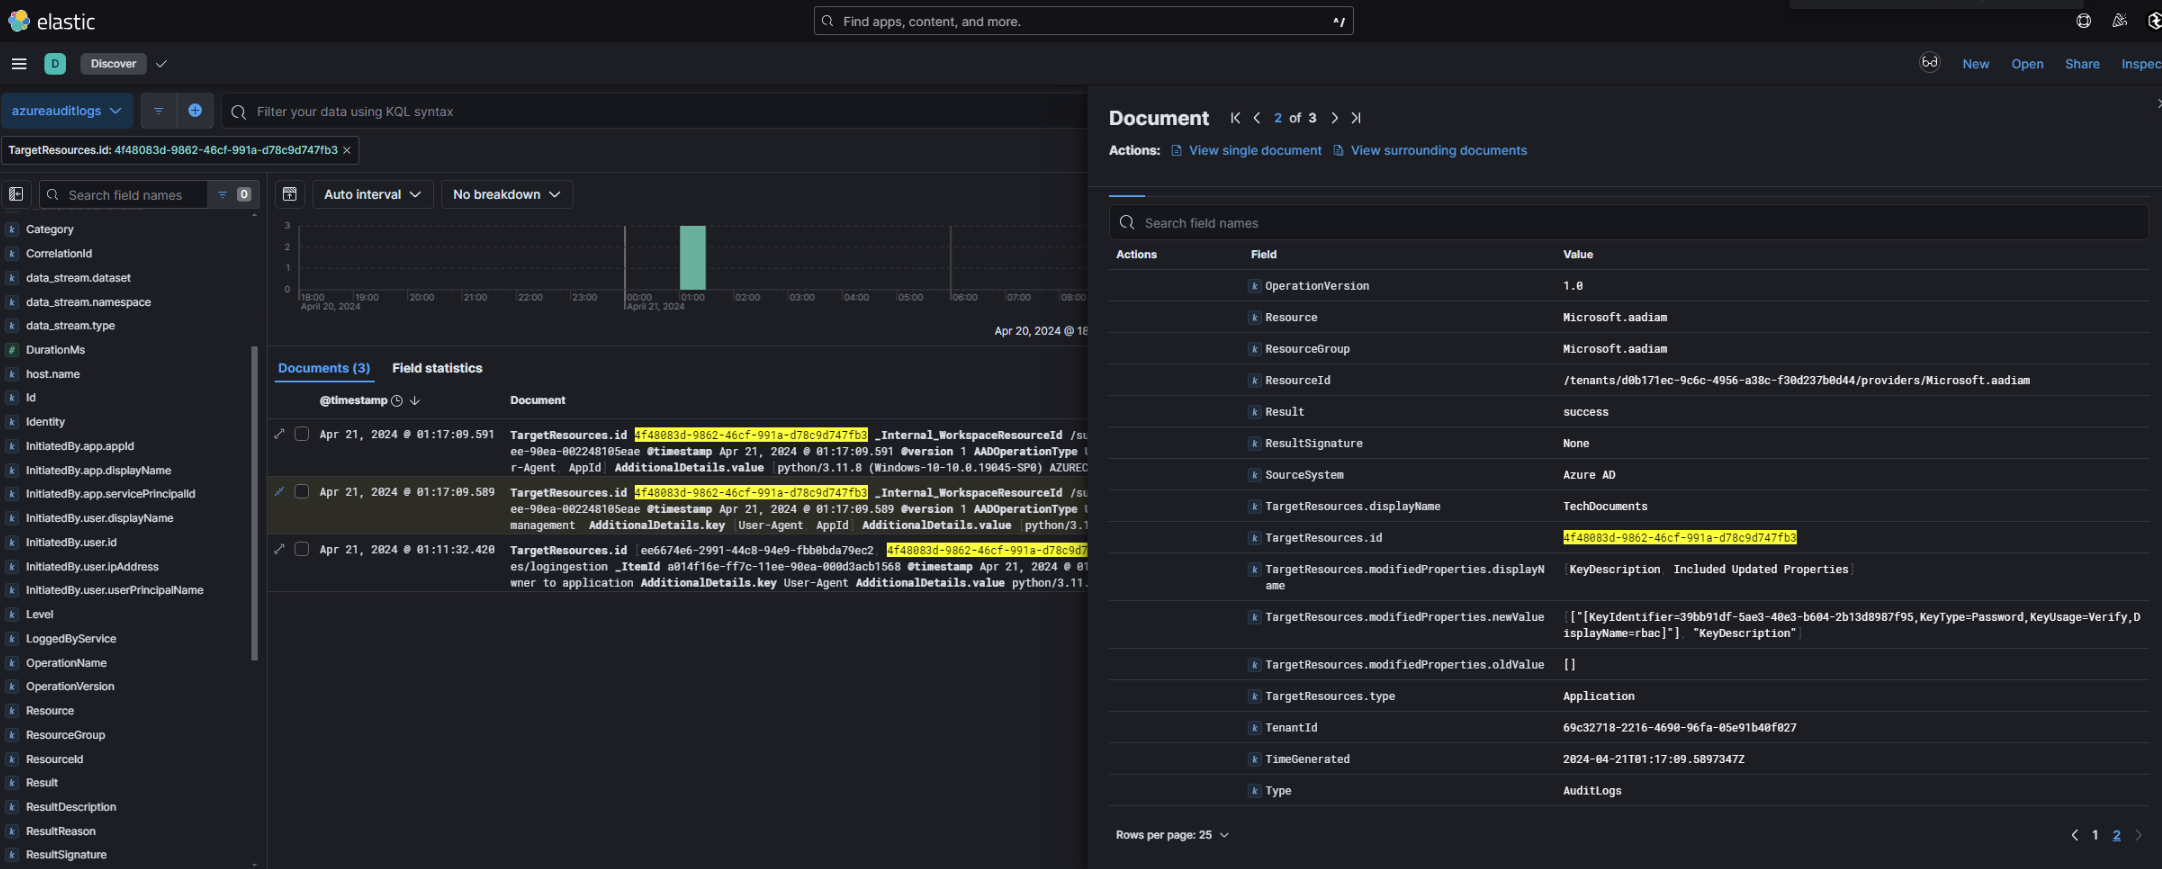 elastic
Find apps, content, and more.
^/
D
Discover
New
Open
Share
Inspec
azureauditlogs
Filter your data using KQL syntax
TargetResources.id: 4f48083d-9862-46cf-991a-d78c9d747fb3 ×
Search field names
0
Auto interval
No breakdown
Category
CorrelationId
data_stream.dataset
data_stream.namespace
data_stream.type
DurationMs
host.name
Id
Identity
InitiatedBy.app.appId
InitiatedBy.app.displayName
InitiatedBy.app.servicePrincipalId
InitiatedBy.user.displayName
InitiatedBy.user.id
InitiatedBy.user.ipAddress
InitiatedBy.user.userPrincipalName
Level
LoggedByService
OperationName
OperationVersion
Resource
ResourceGroup
ResourceId
Result
ResultDescription
ResultReason
ResultSignature
3
2
1
0
18:00 19:00 20:00 21:00 22:00 23:00 00:00 01:00 02:00 03:00 04:00 05:00 06:00 07:00 08:00
April 20, 2024 April 21, 2024
Apr 20, 2024 @ 18
Documents (3)
Field statistics
@timestamp
Document
Apr 21, 2024 @ 01:17:09.591
TargetResources.id 4f48083d-9862-46cf-991a-d78c9d747fb3 _Internal_WorkspaceResourceId /su
ee-90ea-002248105eae @timestamp Apr 21, 2024 @ 01:17:09.591 @version 1 AADOperationType U
r-Agent, AppId] AdditionalDetails.value [python/3.11.8 (Windows-10-10.0.19045-SP0) AZUREC
Apr 21, 2024 @ 01:17:09.589
TargetResources.id 4f48083d-9862-46cf-991a-d78c9d747fb3 _Internal_WorkspaceResourceId /su
ee-90ea-002248105eae @timestamp Apr 21, 2024 @ 01:17:09.589 @version 1 AADOperationType U
management AdditionalDetails.key [User-Agent, AppId] AdditionalDetails.value [python/3.1
Apr 21, 2024 @ 01:11:32.420
TargetResources.id [ee6674e6-2991-44c8-94e9-fbb0bda79ec2, 4f48083d-9862-46cf-991a-d78c9d7
es/logingestion _ItemId a014f16e-ff7c-11ee-90ea-000d3acb1568 @timestamp Apr 21, 2024 @ 01
wner to application AdditionalDetails.key User-Agent AdditionalDetails.value python/3.11.
Document
2 of 3
Actions: View single document View surrounding documents
Search field names
Actions Field Value
OperationVersion 1.0
Resource Microsoft.aadiam
ResourceGroup Microsoft.aadiam
ResourceId /tenants/d0b171ec-9c6c-4956-a38c-f30d237b0d44/providers/Microsoft.aadiam
Result success
ResultSignature None
SourceSystem Azure AD
TargetResources.displayName TechDocuments
TargetResources.id 4f48083d-9862-46cf-991a-d78c9d747fb3
TargetResources.modifiedProperties.displayN [KeyDescription, Included Updated Properties]
ame
TargetResources.modifiedProperties.newValue [["[KeyIdentifier=39bb91df-5ae3-40e3-b604-2b13d8987f95,KeyType=Password,KeyUsage=Verify,D
isplayName=rbac]"], "KeyDescription"]
TargetResources.modifiedProperties.oldValue []
TargetResources.type Application
TenantId 69c32718-2216-4690-96fa-05e91b40f027
TimeGenerated 2024-04-21T01:17:09.5897347Z
Type AuditLogs
Rows per page: 25
1 2